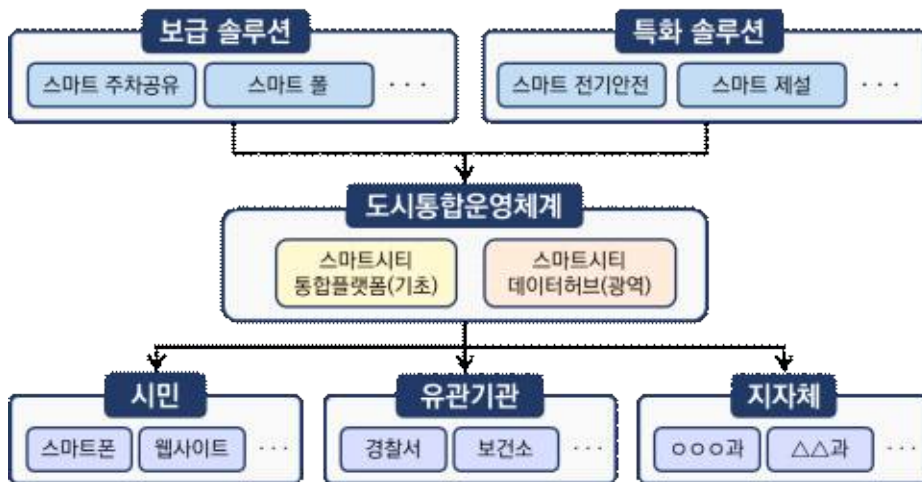 보급 솔루션
특화 솔루션
스마트 주차공유
스마트 폴
· · ·
스마트 전기안전
스마트 제설
· · ·
도시통합운영체계
스마트시티
통합플랫폼(기초)
스마트시티
데이터허브(광역)
시민
유관기관
지자체
스마트폰
웹사이트
· · ·
경찰서
보건소
· · ·
ㅇㅇㅇ과
△△과
· · ·